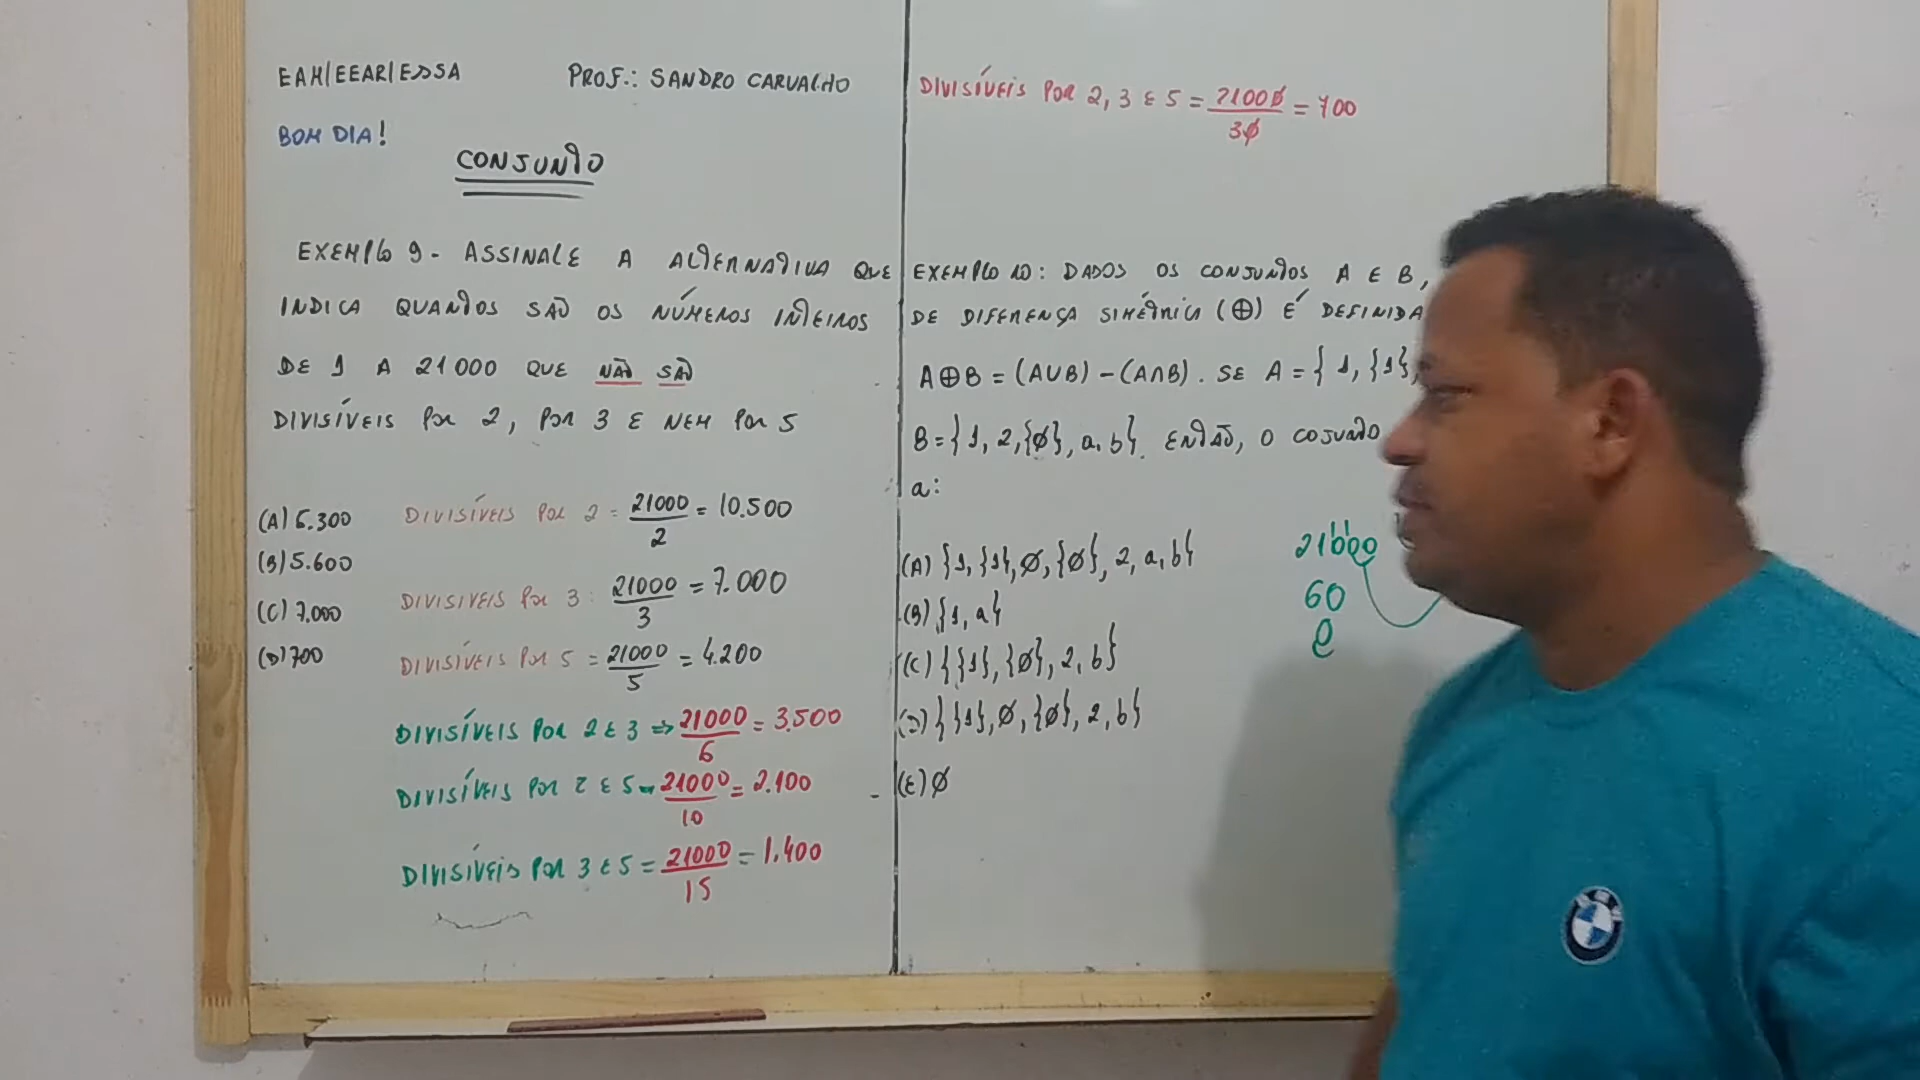 EAM/EEAR/ESSA PROF.: SANDRO CARVALHO
BOM DIA!
CONJUNTO
EXEMPLO 9 - ASSINALE A ALTERNATIVA QUE
INDICA QUANTOS SÃO OS NÚMEROS INTEIROS
DE 1 A 21000 QUE NÃO SÃO
DIVISÍVEIS POR 2, POR 3 E NEM POR 5
(A) 5.300
(B) 5.600
(C) 7.000
(D) 700
DIVISÍVEIS POR 2 = 21000/2 = 10.500
DIVISIVEIS POR 3: 21000/3 = 7.000
DIVISÍVEIS POR 5 = 21000/5 = 4.200
DIVISÍVEIS POR 2 E 3 ⇒ 21000/6 = 3.500
DIVISÍVEIS POR 2 E 5 = 21000/10 = 2.100
DIVISÍVEIS POR 3 E 5 = 21000/15 = 1.400
DIVISÍVEIS POR 2, 3 E 5 = 21000/30 = 700
EXEMPLO 10: DADOS OS CONJUNTOS A E B,
DE DIFERENÇA SIMÉTRICA (⊕) É DEFINIDA
A⊕B = (A∪B) – (A∩B). SE A = { 1, {1},
B = { 1, 2, {∅}, a, b}. ENTÃO, O COJUNTO
a:
(A) {1, {1}, ∅, {∅}, 2, a, b}
(B) {1, a}
(C) {{1}, {∅}, 2, b}
(D) {{1}, ∅, {∅}, 2, b}
(E) ∅
21000
60
0